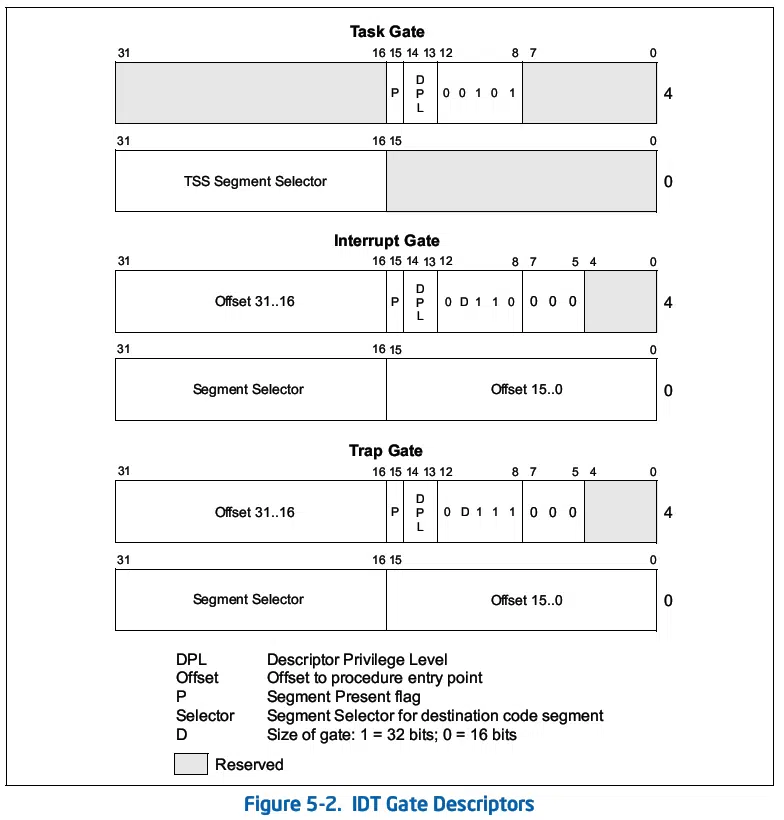 Task Gate
31 16 15 14 13 12 8 7 0
P DPL 0 0 1 0 1 4
31 16 15 0
TSS Segment Selector 0
Interrupt Gate
31 16 15 14 13 12 8 7 5 4 0
Offset 31..16 P DPL 0 D 1 1 0 0 0 0 4
31 16 15 0
Segment Selector Offset 15..0 0
Trap Gate
31 16 15 14 13 12 8 7 5 4 0
Offset 31..16 P DPL 0 D 1 1 1 0 0 0 4
31 16 15 0
Segment Selector Offset 15..0 0
DPL Descriptor Privilege Level
Offset Offset to procedure entry point
P Segment Present flag
Selector Segment Selector for destination code segment
D Size of gate: 1 = 32 bits; 0 = 16 bits
Reserved
Figure 5-2. IDT Gate Descriptors